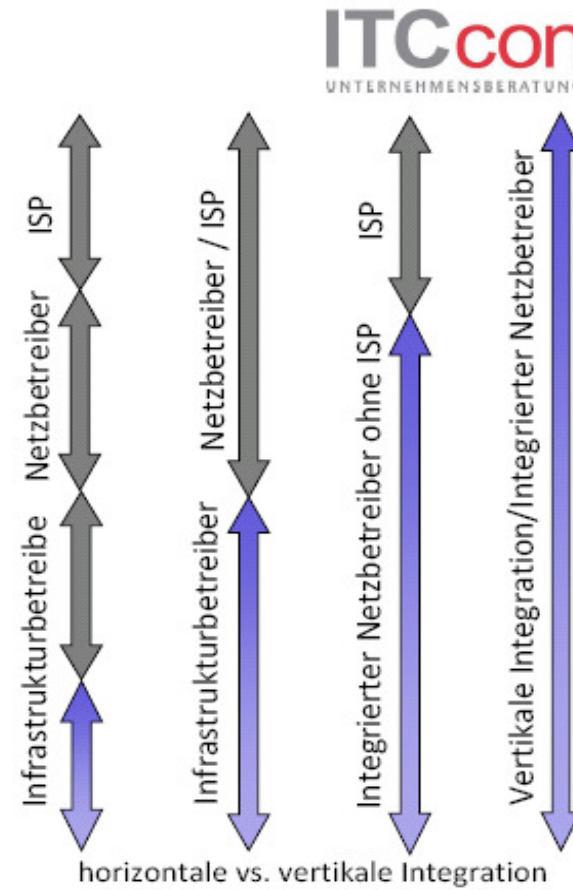 ITCcon
UNTERNEHMENSBERATUNG
ISP
Netzbetreiber
Infrastrukturbetreibe
Netzbetreiber / ISP
Infrastrukturbetreiber
ISP
Integrierter Netzbetreiber ohne ISP
Vertikale Integration/Integrierter Netzbetreiber
horizontale vs. vertikale Integration